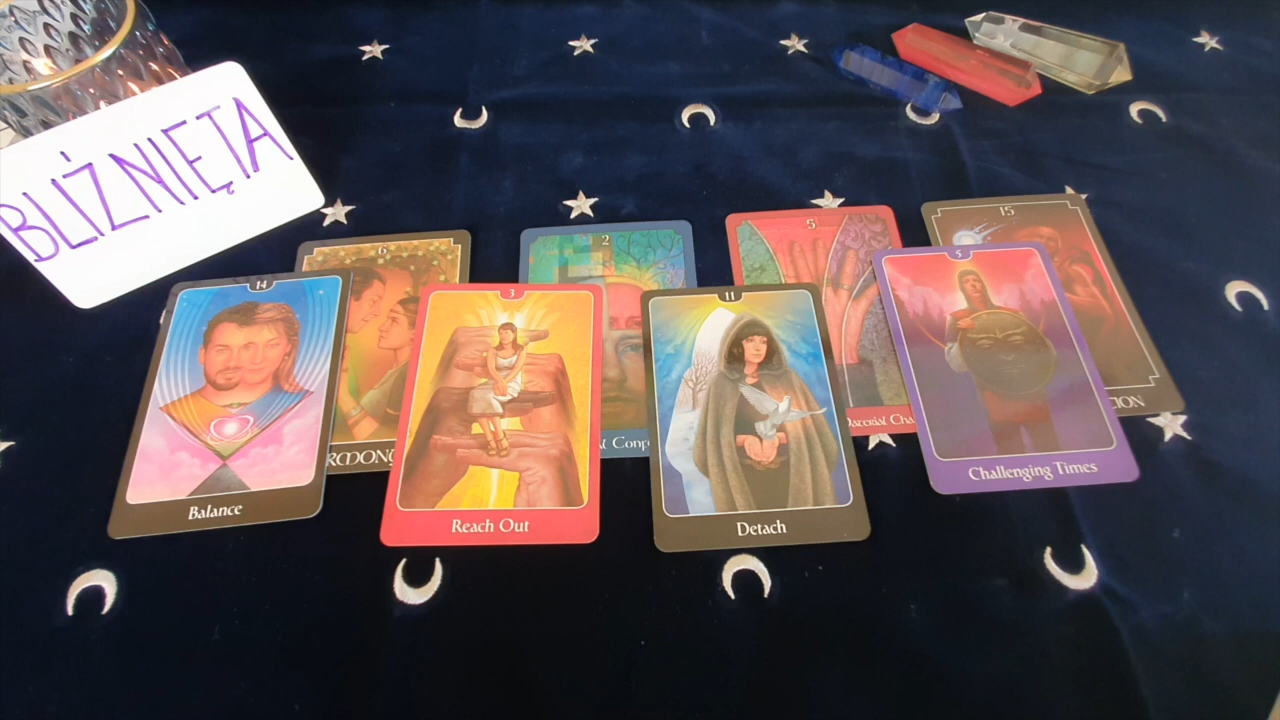 BLIŹNIĘTA
6
2
5
15
14
3
11
5
Balance
Reach Out
Detach
Challenging Times